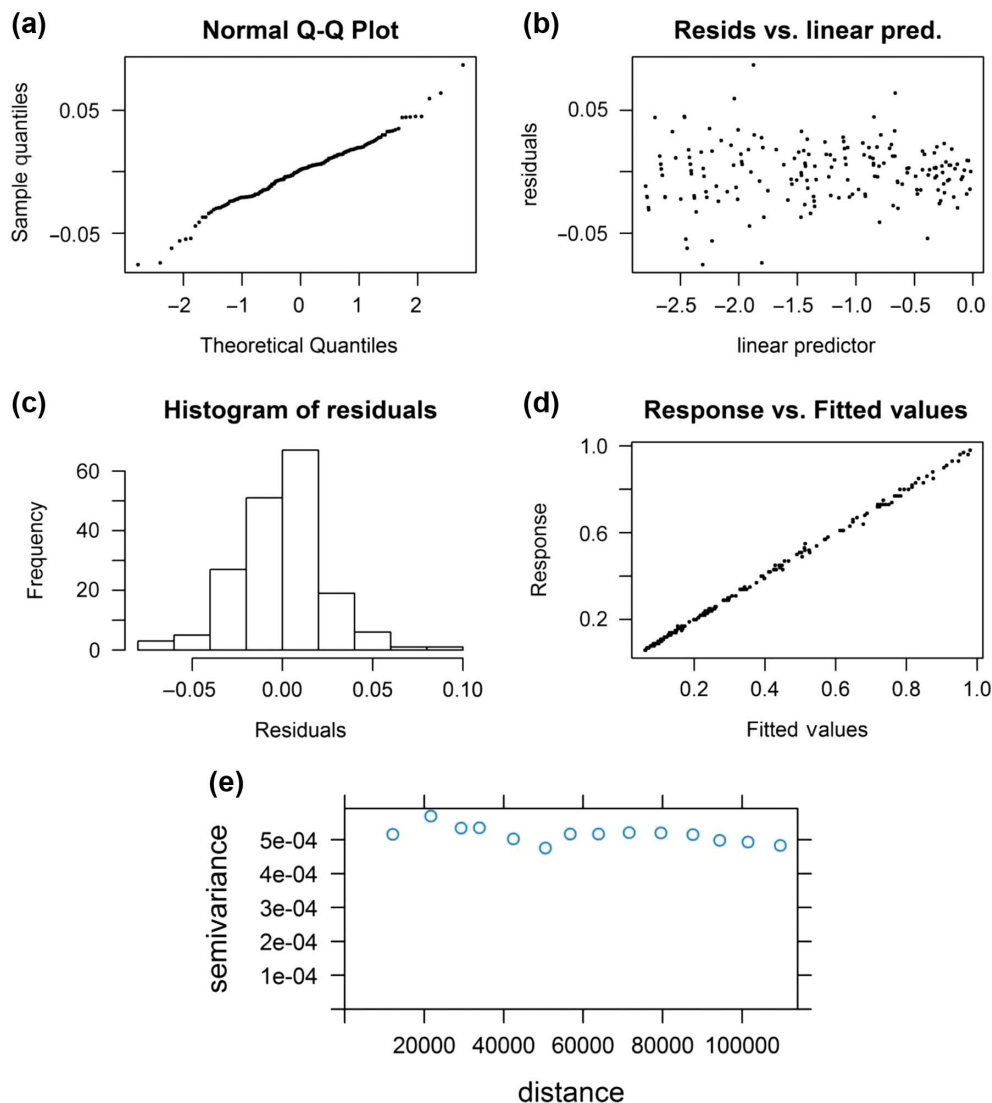 (a) Normal Q-Q Plot
Sample quantiles
0.05
−0.05
−2 −1 0 1 2
Theoretical Quantiles
(b) Resids vs. linear pred.
residuals
0.05
−0.05
−2.5 −2.0 −1.5 −1.0 −0.5 0.0
linear predictor
(c) Histogram of residuals
Frequency
60
40
20
0
−0.05 0.00 0.05 0.10
Residuals
(d) Response vs. Fitted values
Response
1.0
0.6
0.2
0.2 0.4 0.6 0.8 1.0
Fitted values
(e)
semivariance
5e-04
4e-04
3e-04
2e-04
1e-04
20000 40000 60000 80000 100000
distance